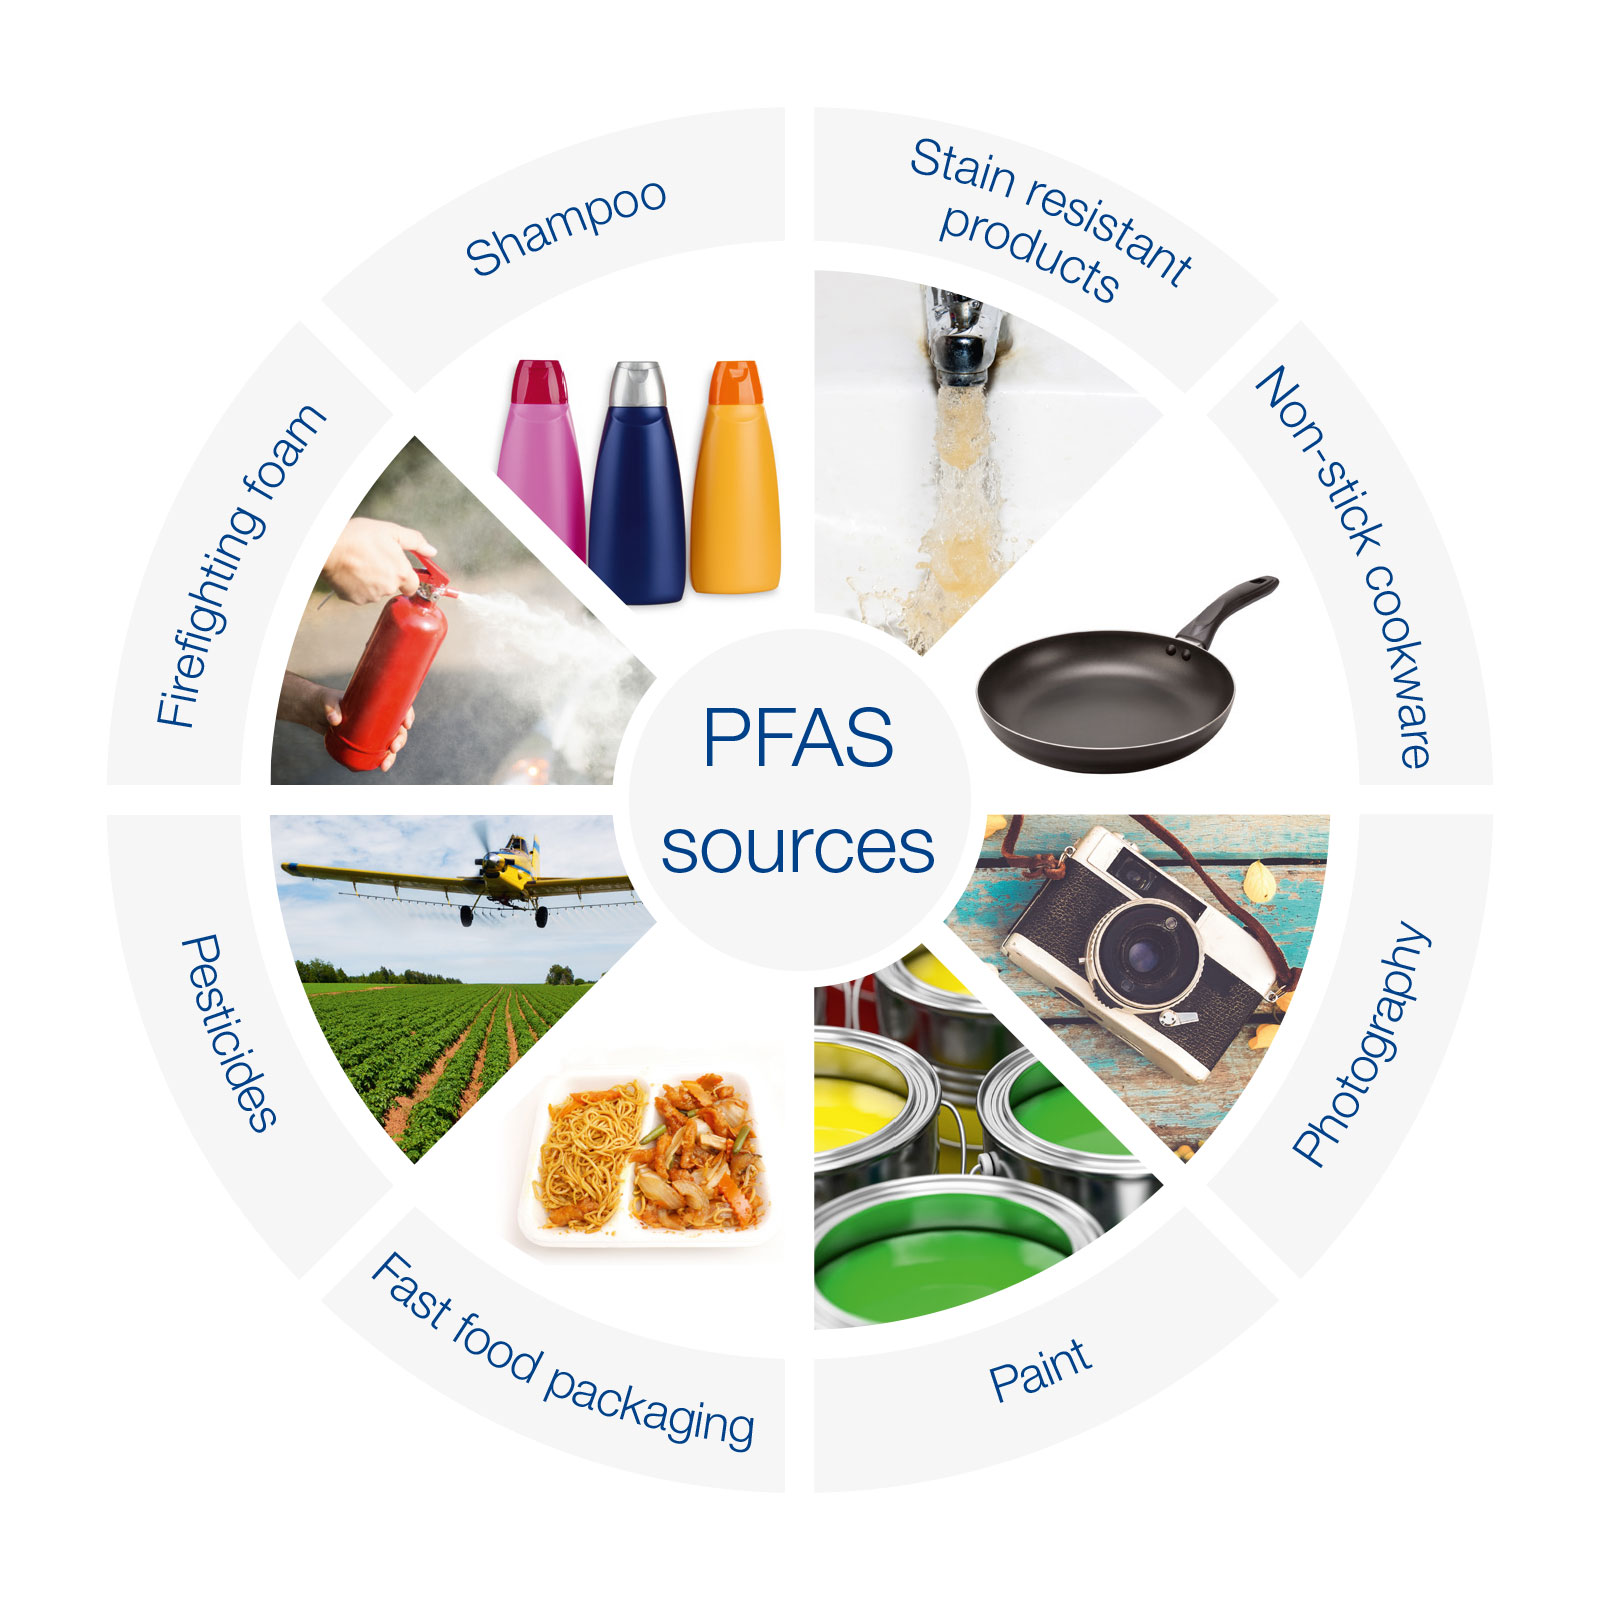 PFAS
sources
Stain resistant
products
Non-stick cookware
Photography
Paint
Fast food packaging
Pesticides
Firefighting foam
Shampoo